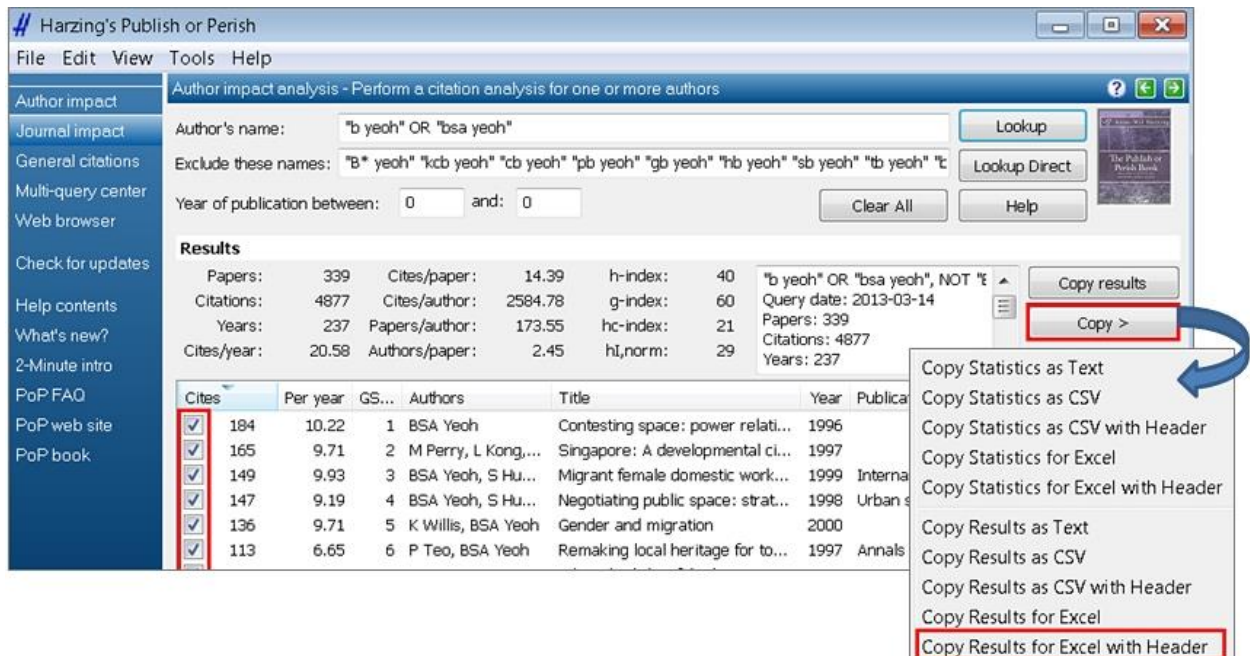 Harzing's Publish or Perish
File Edit View Tools Help
Author impact
Journal impact
General citations
Multi-query center
Web browser
Check for updates
Help contents
What's new?
2-Minute intro
PoP FAQ
PoP web site
PoP book
Author impact analysis - Perform a citation analysis for one or more authors
Author's name: "b yeoh" OR "bsa yeoh" Lookup
Exclude these names: "B* yeoh" "kcb yeoh" "cb yeoh" "pb yeoh" "gb yeoh" "hb yeoh" "sb yeoh" "tb yeoh" Lookup Direct
Year of publication between: 0 and: 0 Clear All Help
The Publish or
Perish Book
Results
Papers: 339 Cites/paper: 14.39 h-index: 40
Citations: 4877 Cites/author: 2584.78 g-index: 60
Years: 237 Papers/author: 173.55 hc-index: 21
Cites/year: 20.58 Authors/paper: 2.45 hI,norm: 29
"b yeoh" OR "bsa yeoh", NOT
Query date: 2013-03-14
Papers: 339
Citations: 4877
Years: 237
Copy results
Copy >
Cites Per year GS... Authors Title Year Publica
184 10.22 1 BSA Yeoh Contesting space: power relati... 1996
165 9.71 2 M Perry, L Kong,... Singapore: A developmental ci... 1997
149 9.93 3 BSA Yeoh, S Hu... Migrant female domestic work... 1999 Interna
147 9.19 4 BSA Yeoh, S Hu... Negotiating public space: strat... 1998 Urban s
136 9.71 5 K Willis, BSA Yeoh Gender and migration 2000
113 6.65 6 P Teo, BSA Yeoh Remaking local heritage for to... 1997 Annals
Copy Statistics as Text
Copy Statistics as CSV
Copy Statistics as CSV with Header
Copy Statistics for Excel
Copy Statistics for Excel with Header
Copy Results as Text
Copy Results as CSV
Copy Results as CSV with Header
Copy Results for Excel
Copy Results for Excel with Header